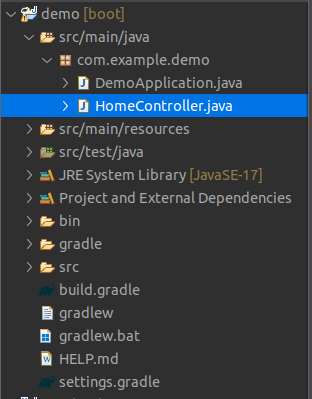 demo [boot]
src/main/java
com.example.demo
DemoApplication.java
HomeController.java
src/main/resources
src/test/java
JRE System Library [JavaSE-17]
Project and External Dependencies
bin
gradle
src
build.gradle
gradlew
gradlew.bat
HELP.md
settings.gradle